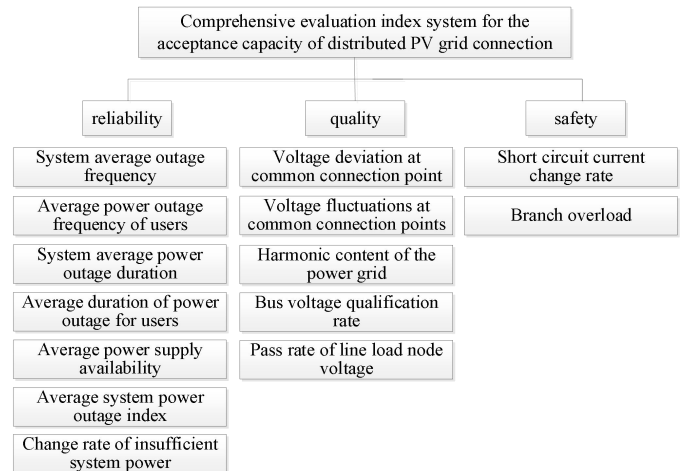 Comprehensive evaluation index system for the
acceptance capacity of distributed PV grid connection
reliability
quality
safety
System average outage
frequency
Average power outage
frequency of users
System average power
outage duration
Average duration of power
outage for users
Average power supply
availability
Average system power
outage index
Change rate of insufficient
system power
Voltage deviation at
common connection point
Voltage fluctuations at
common connection points
Harmonic content of the
power grid
Bus voltage qualification
rate
Pass rate of line load node
voltage
Short circuit current
change rate
Branch overload